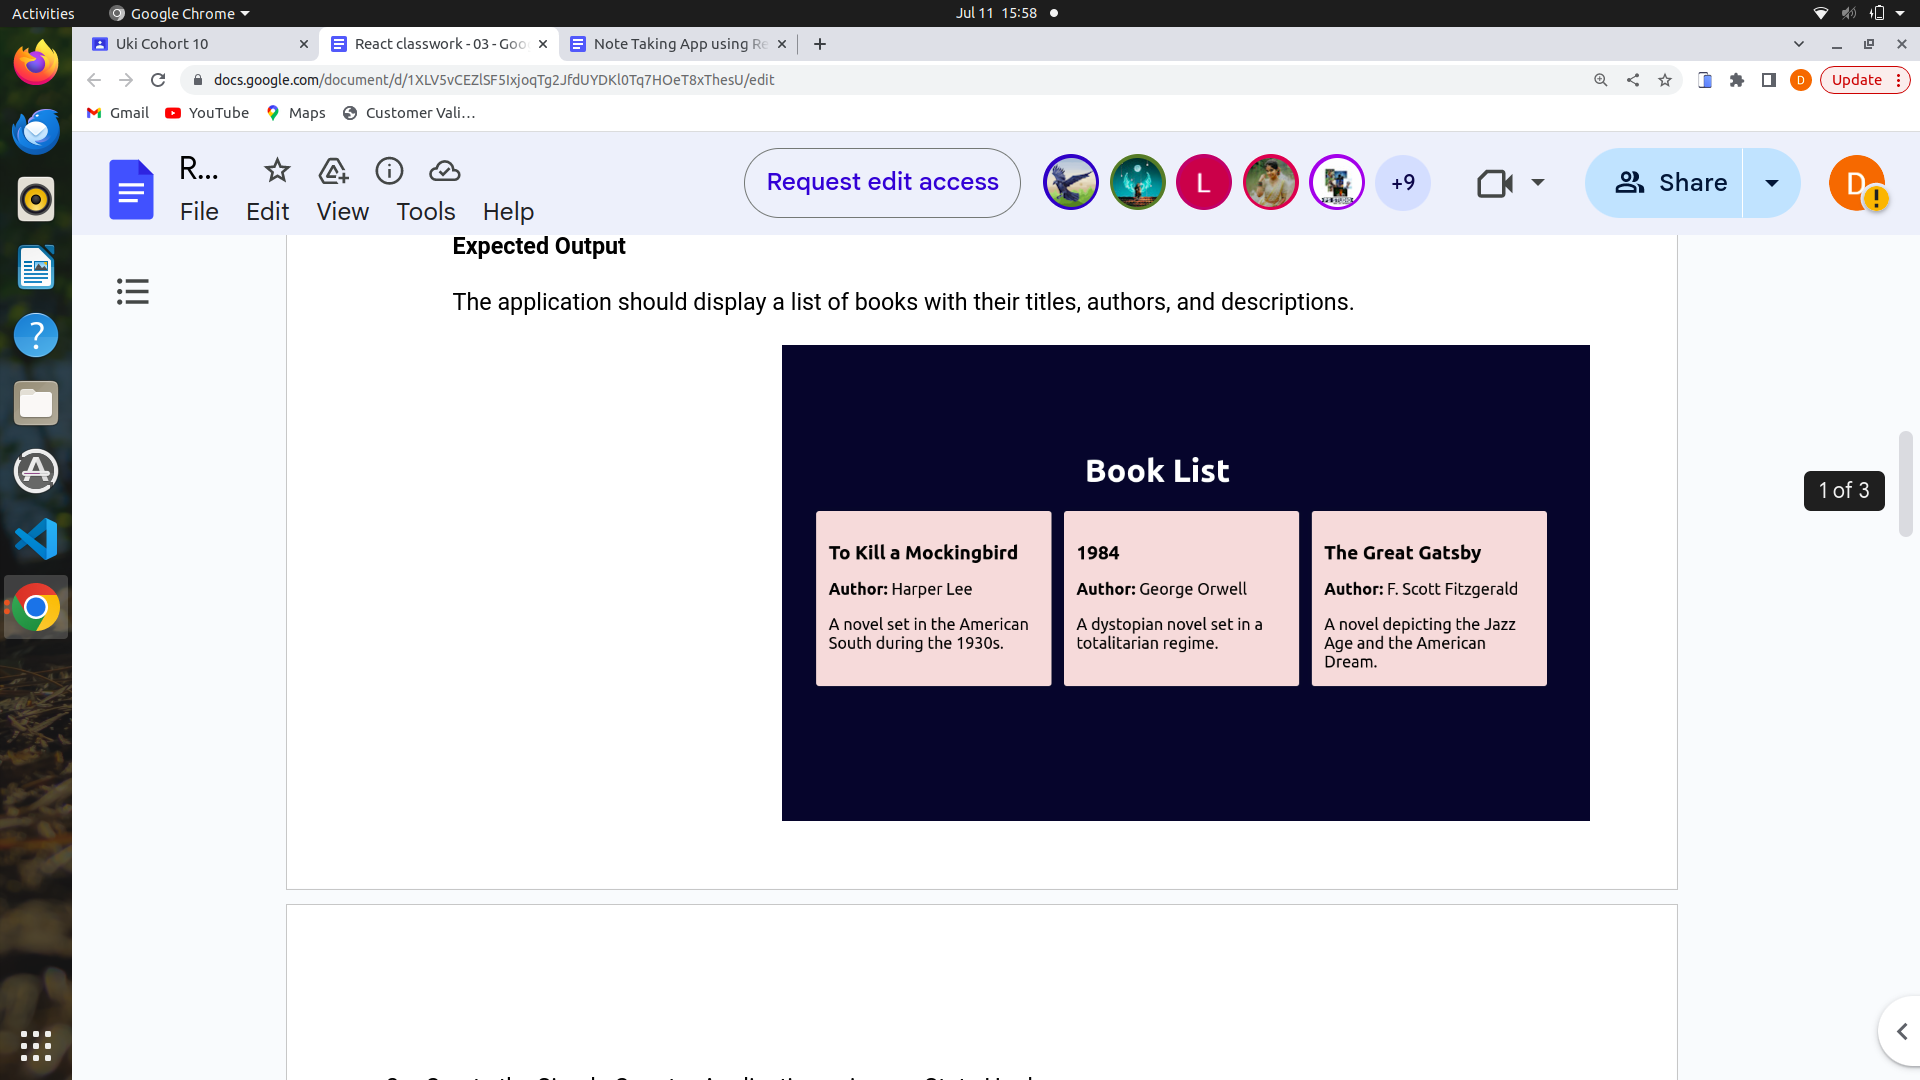 Activities
Google Chrome
Jul 11 15:58
Uki Cohort 10
React classwork - 03 - Goo
Note Taking App using Re
docs.google.com/document/d/1XLV5vCEZlSF5IxjoqTg2JfdUYDKl0Tq7HOeT8xThesU/edit
D
Update
Gmail
YouTube
Maps
Customer Vali...
R...
Request edit access
L
+9
Share
D
File Edit View Tools Help
Expected Output
The application should display a list of books with their titles, authors, and descriptions.
Book List
To Kill a Mockingbird
Author: Harper Lee
A novel set in the American
South during the 1930s.
1984
Author: George Orwell
A dystopian novel set in a
totalitarian regime.
The Great Gatsby
Author: F. Scott Fitzgerald
A novel depicting the Jazz
Age and the American
Dream.
1 of 3